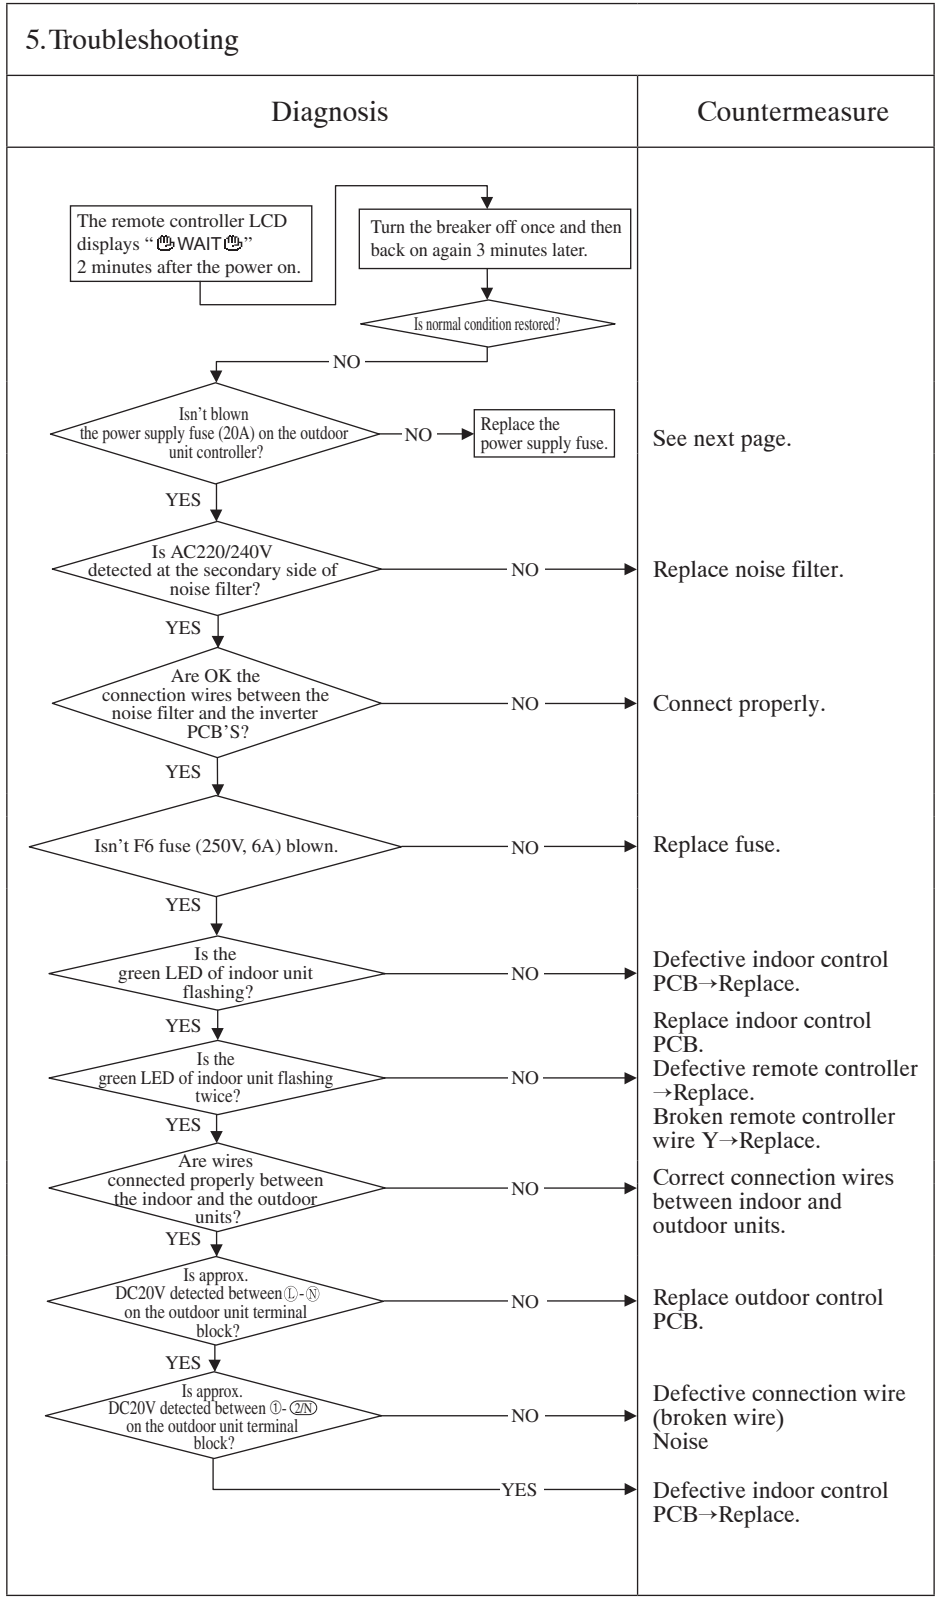 5.Troubleshooting
Diagnosis
Countermeasure
The remote controller LCD
displays “WAIT”
2 minutes after the power on.
Turn the breaker off once and then
back on again 3 minutes later.
Is normal condition restored?
NO
Isn’t blown
the power supply fuse (20A) on the outdoor
unit controller?
NO
Replace the
power supply fuse.
See next page.
YES
Is AC220/240V
detected at the secondary side of
noise filter?
NO
Replace noise filter.
YES
Are OK the
connection wires between the
noise filter and the inverter
PCB’S?
NO
Connect properly.
YES
Isn’t F6 fuse (250V, 6A) blown.
NO
Replace fuse.
YES
Is the
green LED of indoor unit
flashing?
NO
Defective indoor control
PCB→Replace.
YES
Is the
green LED of indoor unit flashing
twice?
NO
Replace indoor control
PCB.
Defective remote controller
→Replace.
Broken remote controller
wire Y→Replace.
YES
Are wires
connected properly between
the indoor and the outdoor
units?
NO
Correct connection wires
between indoor and
outdoor units.
YES
Is approx.
DC20V detected between Ⓛ-Ⓝ
on the outdoor unit terminal
block?
NO
Replace outdoor control
PCB.
YES
Is approx.
DC20V detected between ①-2/N
on the outdoor unit terminal
block?
NO
Defective connection wire
(broken wire)
Noise
YES
Defective indoor control
PCB→Replace.